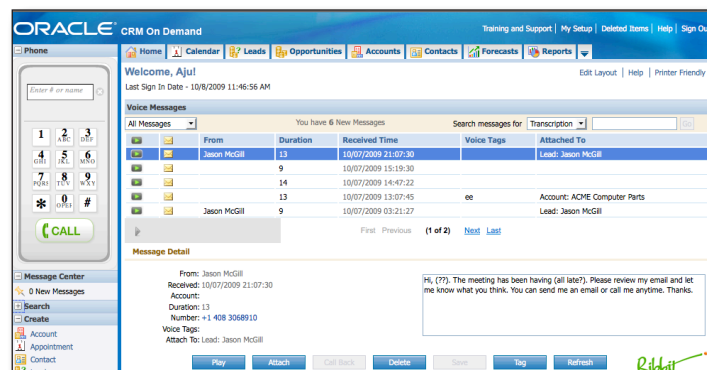 ORACLE CRM On Demand
Training and Support | My Setup | Deleted Items | Help | Sign Ou
Phone
Home Calendar Leads Opportunities Accounts Contacts Forecasts Reports
Welcome, Aju!
Edit Layout | Help | Printer Friendly
Last Sign In Date - 10/8/2009 11:46:56 AM
Enter # or name
Voice Messages
All Messages
You have 6 New Messages
Search messages for Transcription Go
From Duration Received Time Voice Tags Attached To
Jason McGill 13 10/07/2009 21:07:30 Lead: Jason McGill
9 10/07/2009 15:19:30
14 10/07/2009 14:47:22
13 10/07/2009 13:07:45 ee Account: ACME Computer Parts
Jason McGill 9 10/07/2009 03:21:27 Lead: Jason McGill
1 2 ABC 3 DEF
4 GHI 5 JKL 6 MNO
7 PQRS 8 TUV 9 WXY
* 0 OPER #
CALL
First Previous (1 of 2) Next Last
Message Detail
From: Jason McGill
Received: 10/07/2009 21:07:30
Account:
Duration: 13
Number: +1 408 3068910
Voice Tags:
Attach To: Lead: Jason McGill
Hi, (??). The meeting has been having (all late?). Please review my email and let
me know what you think. You can send me an email or call me anytime. Thanks.
Message Center
0 New Messages
Search
Create
Account
Appointment
Contact
Play Attach Call Back Delete Save Tag Refresh
Ribbit